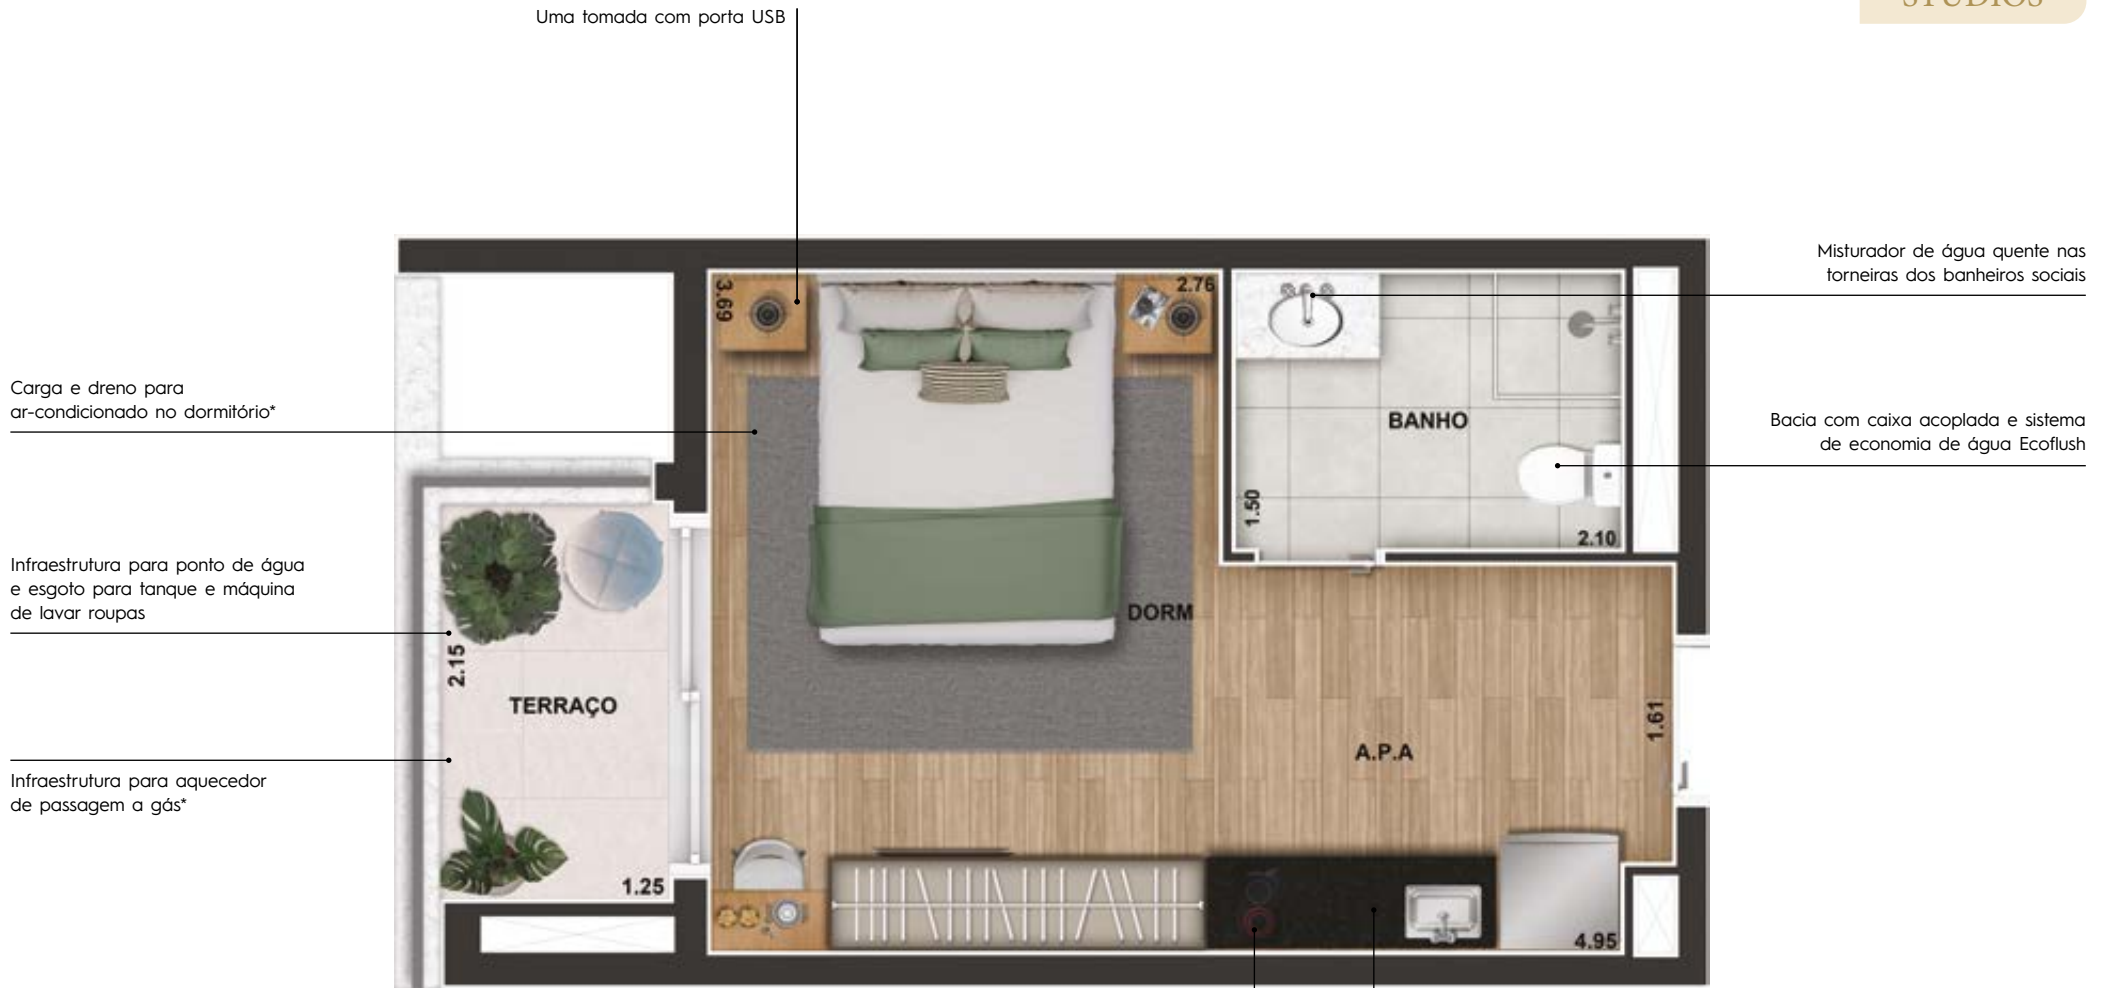 STUDIOS
Uma tomada com porta USB
Misturador de água quente nas
torneiras dos banheiros sociais
Carga e dreno para
ar-condicionado no dormitório*
Bacia com caixa acoplada e sistema
de economia de água Ecoflush
Infraestrutura para ponto de água
e esgoto para tanque e máquina
de lavar roupas
Infraestrutura para aquecedor
de passagem a gás*
3.69
2.76
BANHO
1.50
2.10
DORM
2.15
TERRAÇO
1.25
A.P.A
1.61
4.95